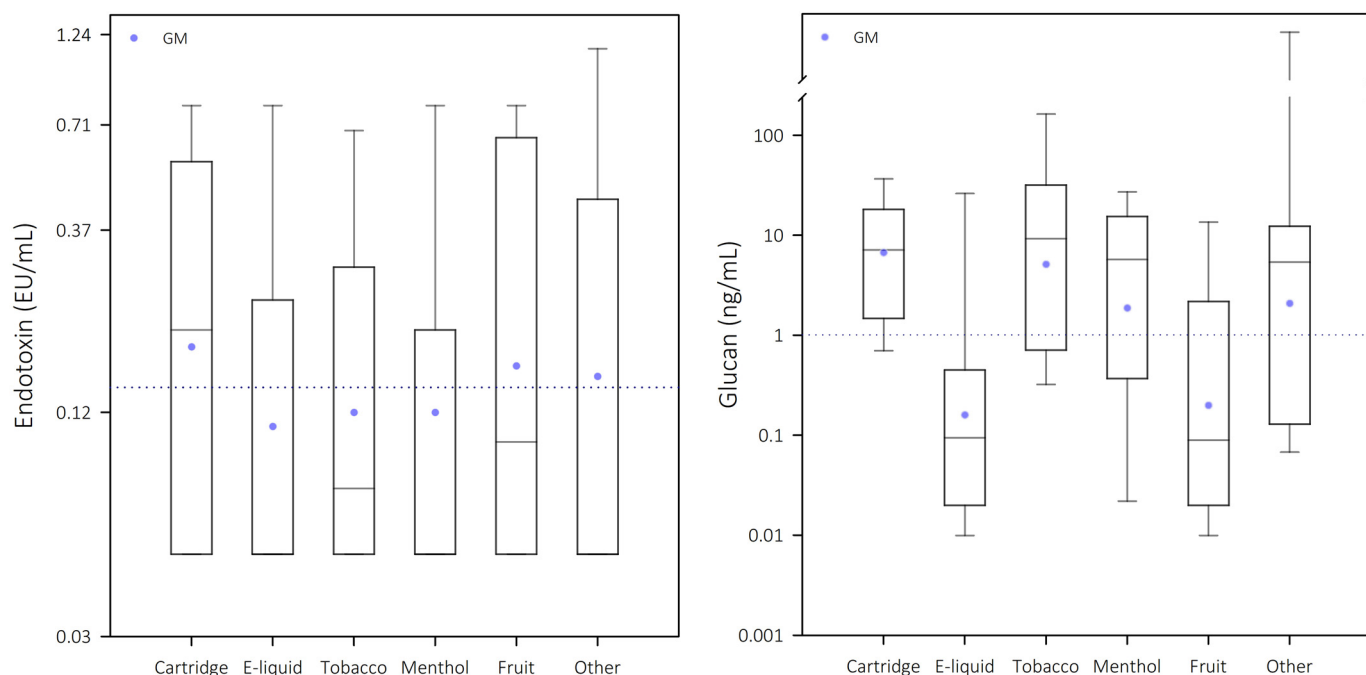 GM
1.24
0.71
0.37
0.12
0.03
Endotoxin (EU/mL)
Cartridge E-liquid Tobacco Menthol Fruit Other
GM
100
10
1
0.1
0.01
0.001
Glucan (ng/mL)
Cartridge E-liquid Tobacco Menthol Fruit Other